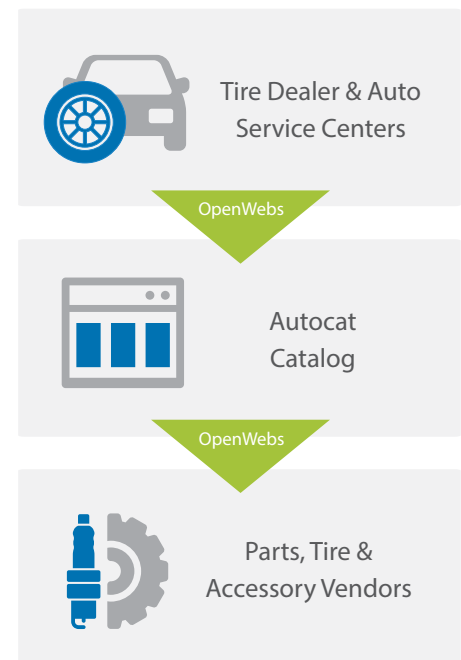 Tire Dealer & Auto
Service Centers
OpenWebs
Autocat
Catalog
OpenWebs
Parts, Tire &
Accessory Vendors